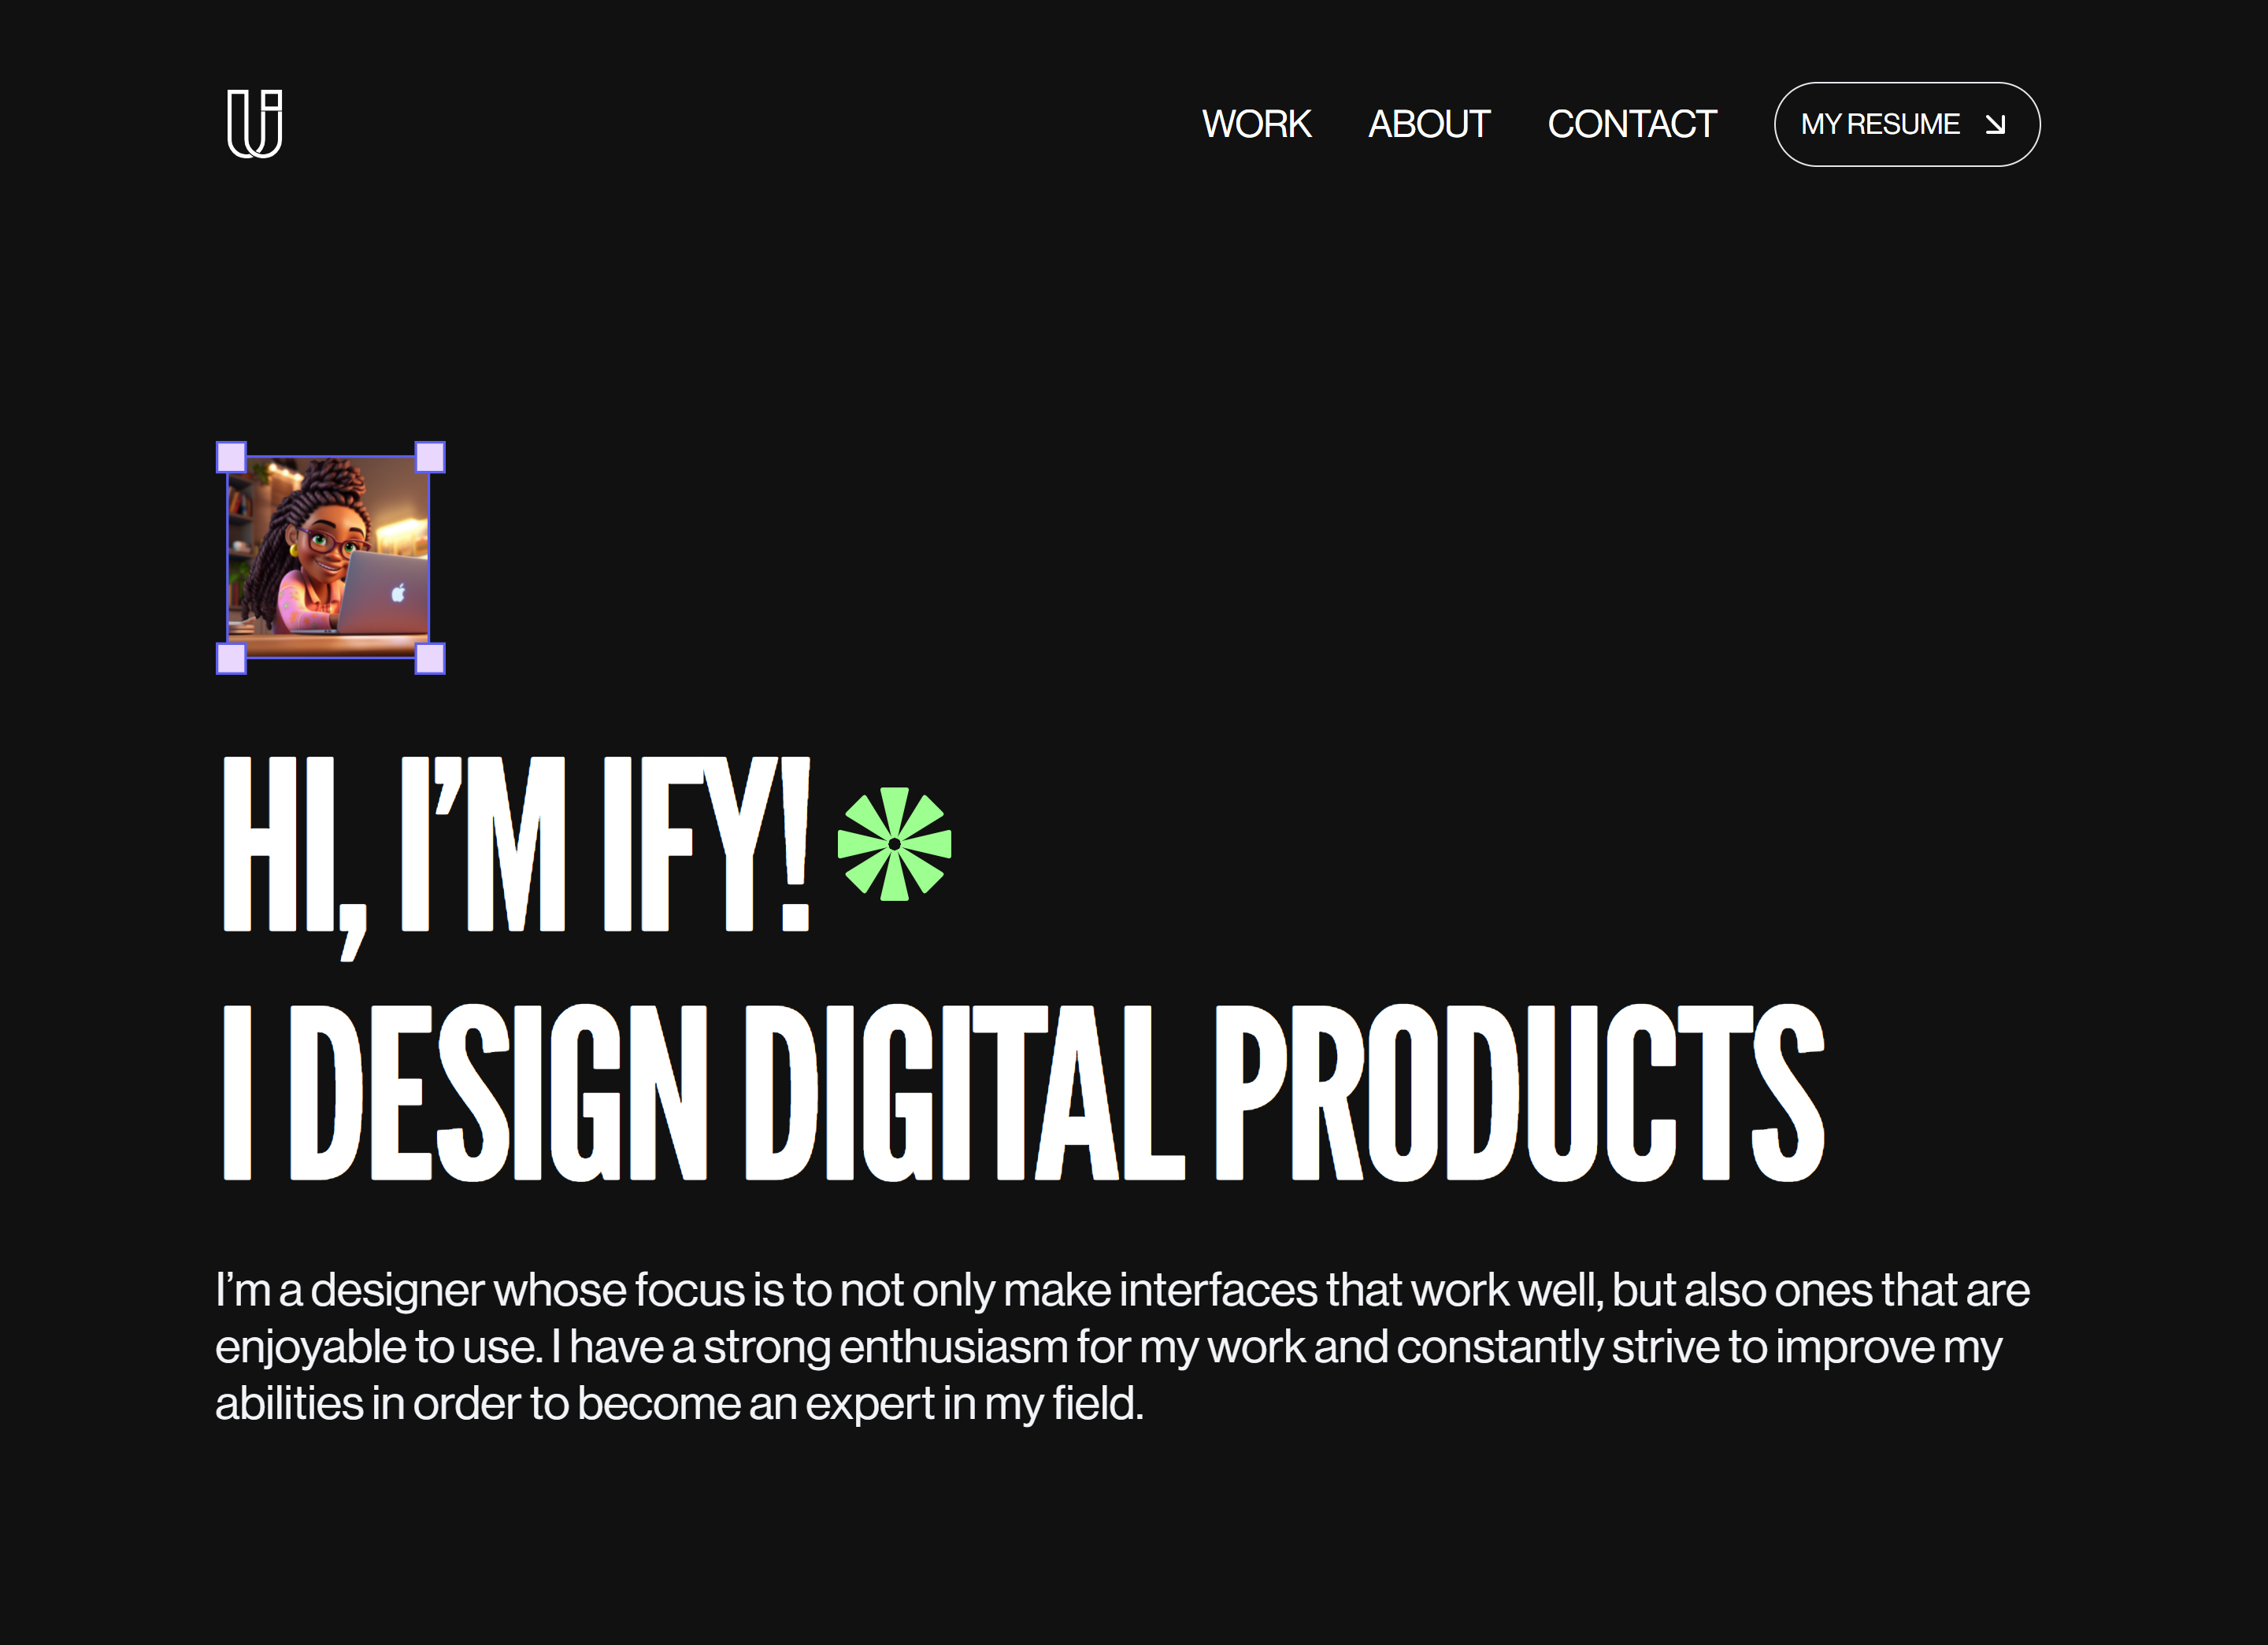 WORK
ABOUT
CONTACT
MY RESUME
HI, I’M IFY!
I DESIGN DIGITAL PRODUCTS
I’m a designer whose focus is to not only make interfaces that work well, but also ones that are
enjoyable to use. I have a strong enthusiasm for my work and constantly strive to improve my
abilities in order to become an expert in my field.